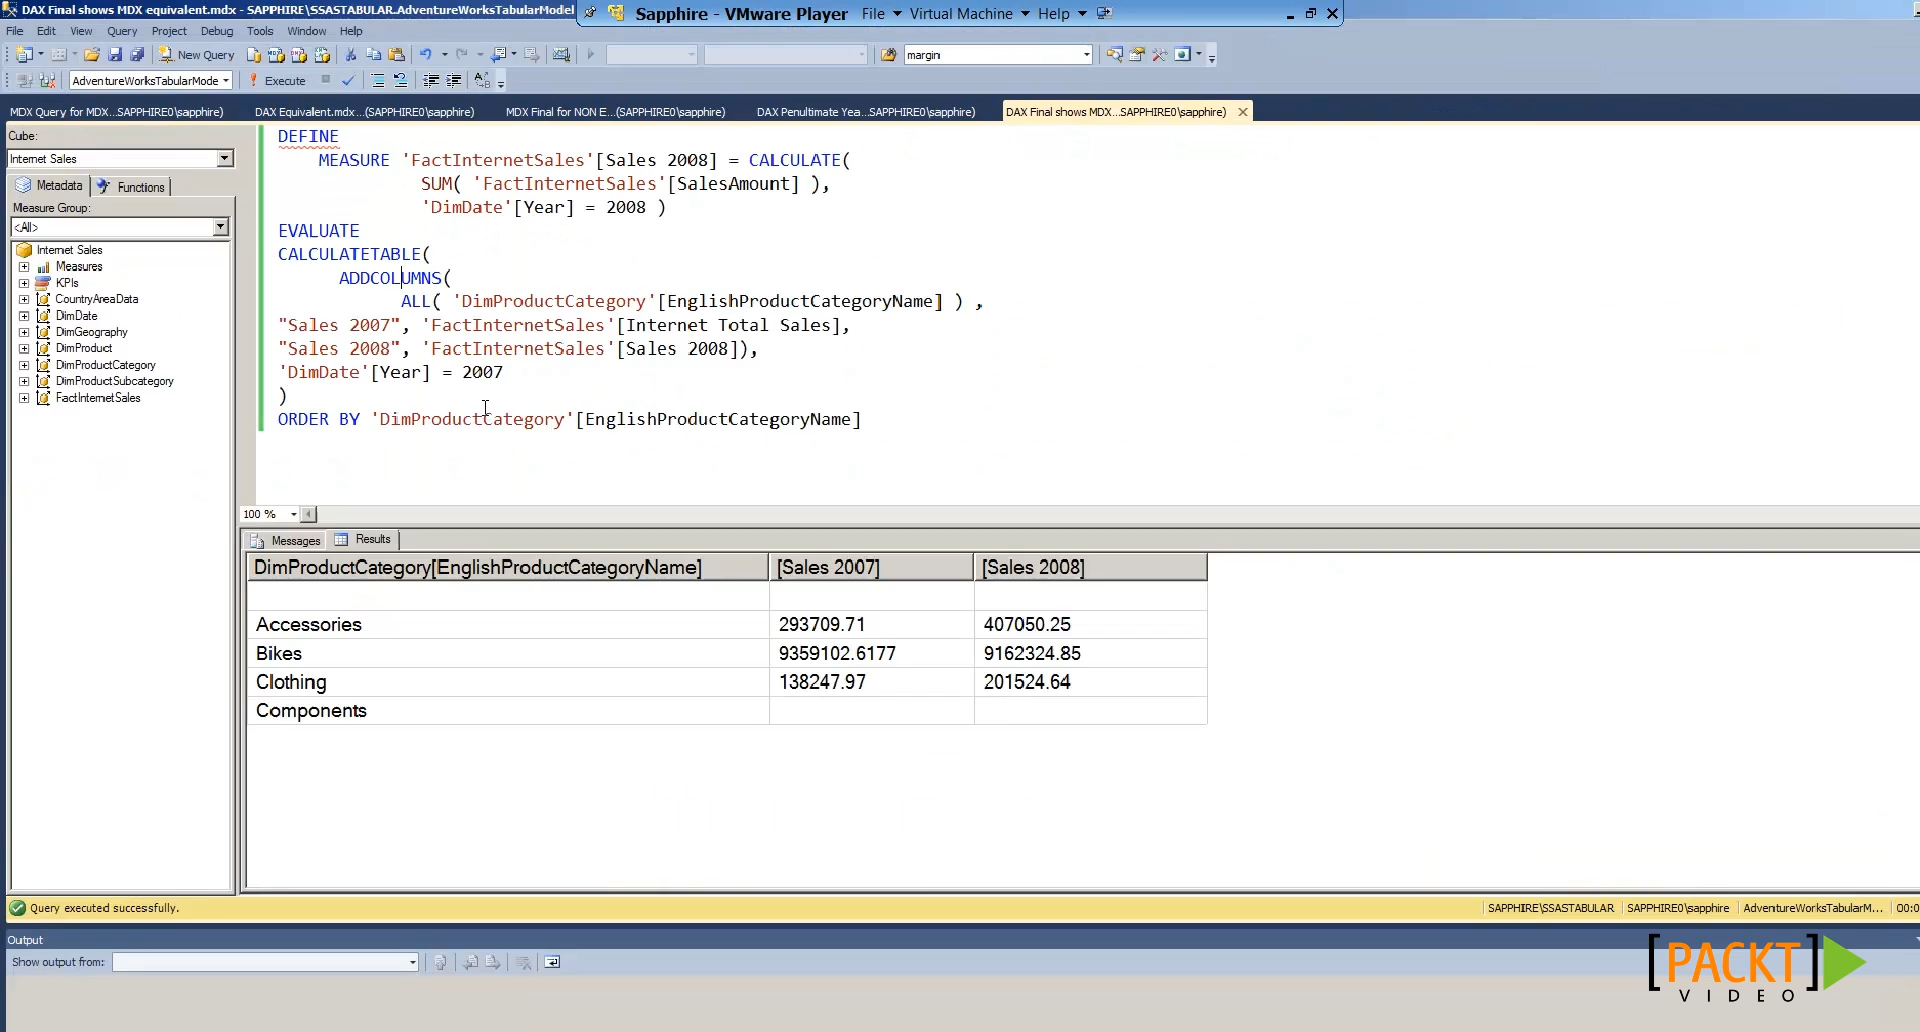 DAX Final shows MDX equivalent.mdx - SAPPHIRE\SSASTABULAR.AdventureWorksTabularModel
Sapphire - VMware Player File Virtual Machine Help
File Edit View Query Project Debug Tools Window Help
New Query margin
AdventureWorksTabularMode Execute
MDX Query for MDX...SAPPHIRE0\sapphire) DAX Equivalent.mdx...(SAPPHIRE0\sapphire) MDX Final for NON E...(SAPPHIRE0\sapphire) DAX Penultimate Yea...SAPPHIRE0\sapphire) DAX Final shows MDX...SAPPHIRE0\sapphire)
Cube:
Internet Sales
Metadata Functions
Measure Group:
<All>
Internet Sales
Measures
KPIs
CountryAreaData
DimDate
DimGeography
DimProduct
DimProductCategory
DimProductSubcategory
FactInternetSales
DEFINE
MEASURE 'FactInternetSales'[Sales 2008] = CALCULATE(
SUM( 'FactInternetSales'[SalesAmount] ),
'DimDate'[Year] = 2008 )
EVALUATE
CALCULATETABLE(
ADDCOLUMNS(
ALL( 'DimProductCategory'[EnglishProductCategoryName] ) ,
"Sales 2007", 'FactInternetSales'[Internet Total Sales],
"Sales 2008", 'FactInternetSales'[Sales 2008]),
'DimDate'[Year] = 2007
)
ORDER BY 'DimProductCategory'[EnglishProductCategoryName]
100 %
Messages Results
DimProductCategory[EnglishProductCategoryName] [Sales 2007] [Sales 2008]
Accessories 293709.71 407050.25
Bikes 9359102.6177 9162324.85
Clothing 138247.97 201524.64
Components
Query executed successfully. SAPPHIRE\SSASTABULAR SAPPHIRE0\sapphire AdventureWorksTabularM... 00:0
Output
Show output from:
[PACKT]
VIDEO